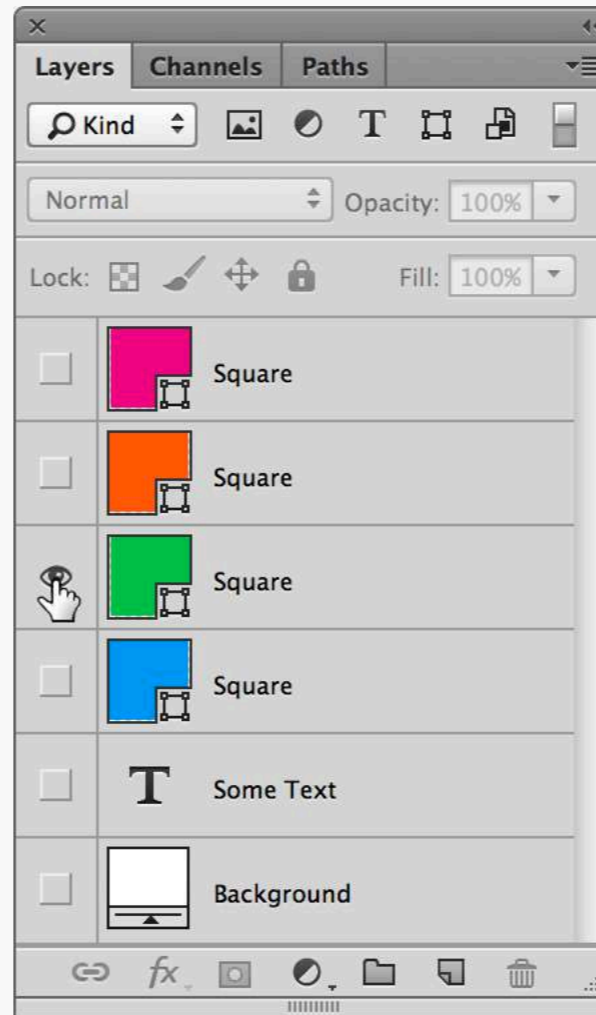 Layers Channels Paths
Kind T
Normal Opacity: 100%
Lock: Fill: 100%
Square
Square
Square
Square
T Some Text
Background
fx